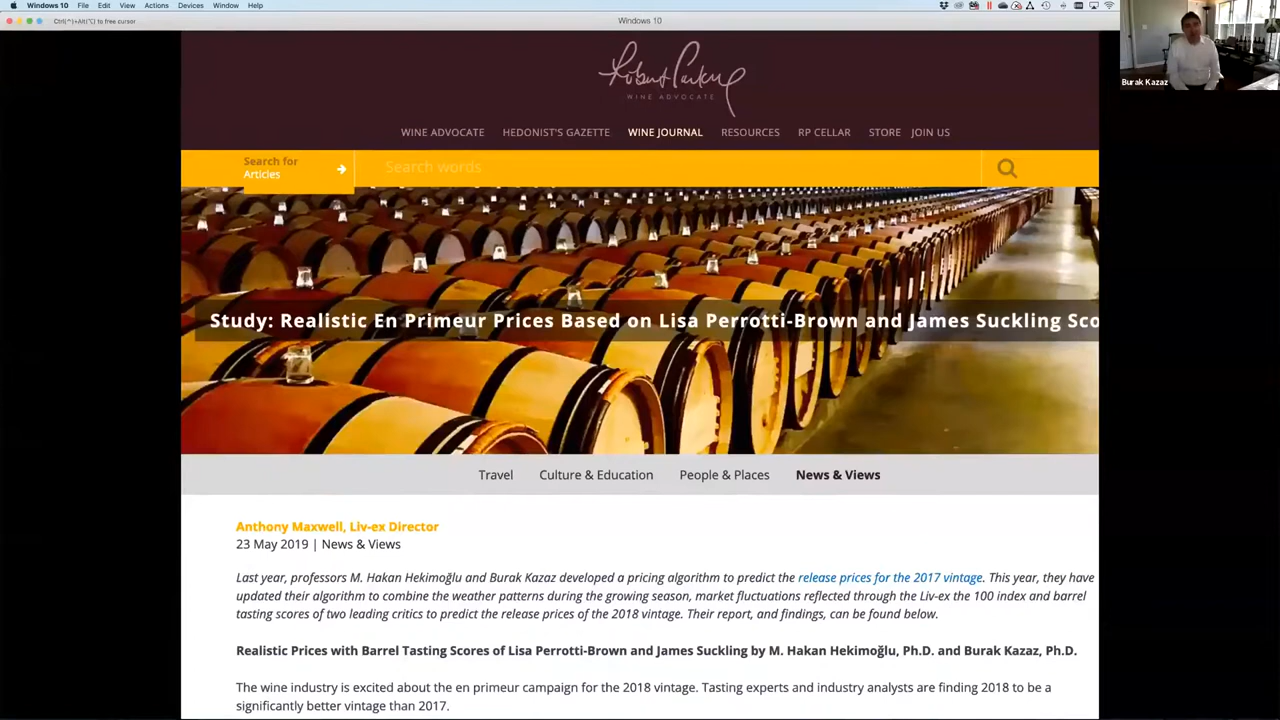 Windows 10 File Edit View Actions Devices Window Help
Ctrl(^)+Alt(⌥) to free cursor
Windows 10
Burak Kazaz
Robert Parker
WINE ADVOCATE
WINE ADVOCATE HEDONIST'S GAZETTE WINE JOURNAL RESOURCES RP CELLAR STORE JOIN US
Search for
Articles
Search words
Study: Realistic En Primeur Prices Based on Lisa Perrotti-Brown and James Suckling Sco
Travel Culture & Education People & Places News & Views
Anthony Maxwell, Liv-ex Director
23 May 2019 | News & Views
Last year, professors M. Hakan Hekimoğlu and Burak Kazaz developed a pricing algorithm to predict the release prices for the 2017 vintage. This year, they have
updated their algorithm to combine the weather patterns during the growing season, market fluctuations reflected through the Liv-ex the 100 index and barrel
tasting scores of two leading critics to predict the release prices of the 2018 vintage. Their report, and findings, can be found below.
Realistic Prices with Barrel Tasting Scores of Lisa Perrotti-Brown and James Suckling by M. Hakan Hekimoğlu, Ph.D. and Burak Kazaz, Ph.D.
The wine industry is excited about the en primeur campaign for the 2018 vintage. Tasting experts and industry analysts are finding 2018 to be a
significantly better vintage than 2017.